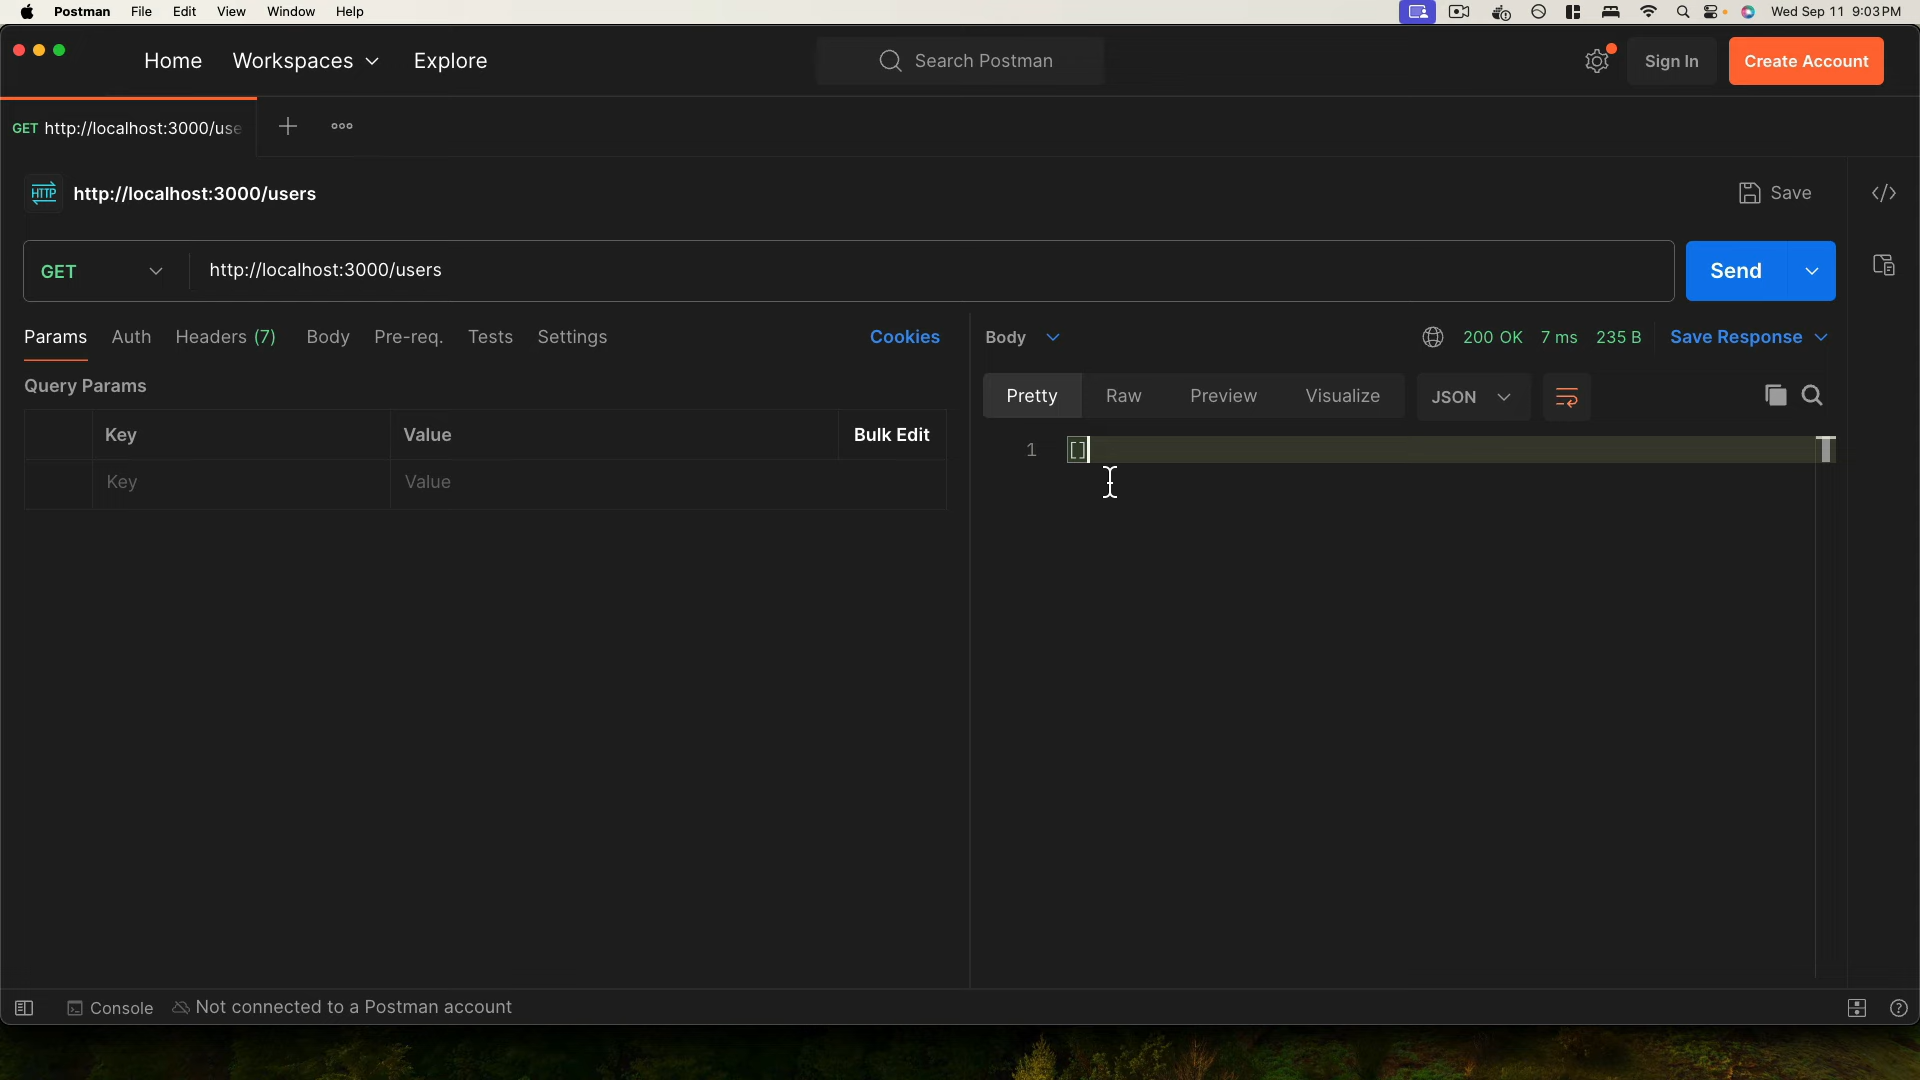 Postman File Edit View Window Help Wed Sep 11 9:03 PM
Home Workspaces Explore Search Postman Sign In Create Account
GET http://localhost:3000/use
HTTP http://localhost:3000/users Save </>
GET http://localhost:3000/users Send
Params Auth Headers (7) Body Pre-req. Tests Settings Cookies Body 200 OK 7 ms 235 B Save Response
Query Params Pretty Raw Preview Visualize JSON
Key Value Bulk Edit 1 []
Key Value
Console Not connected to a Postman account